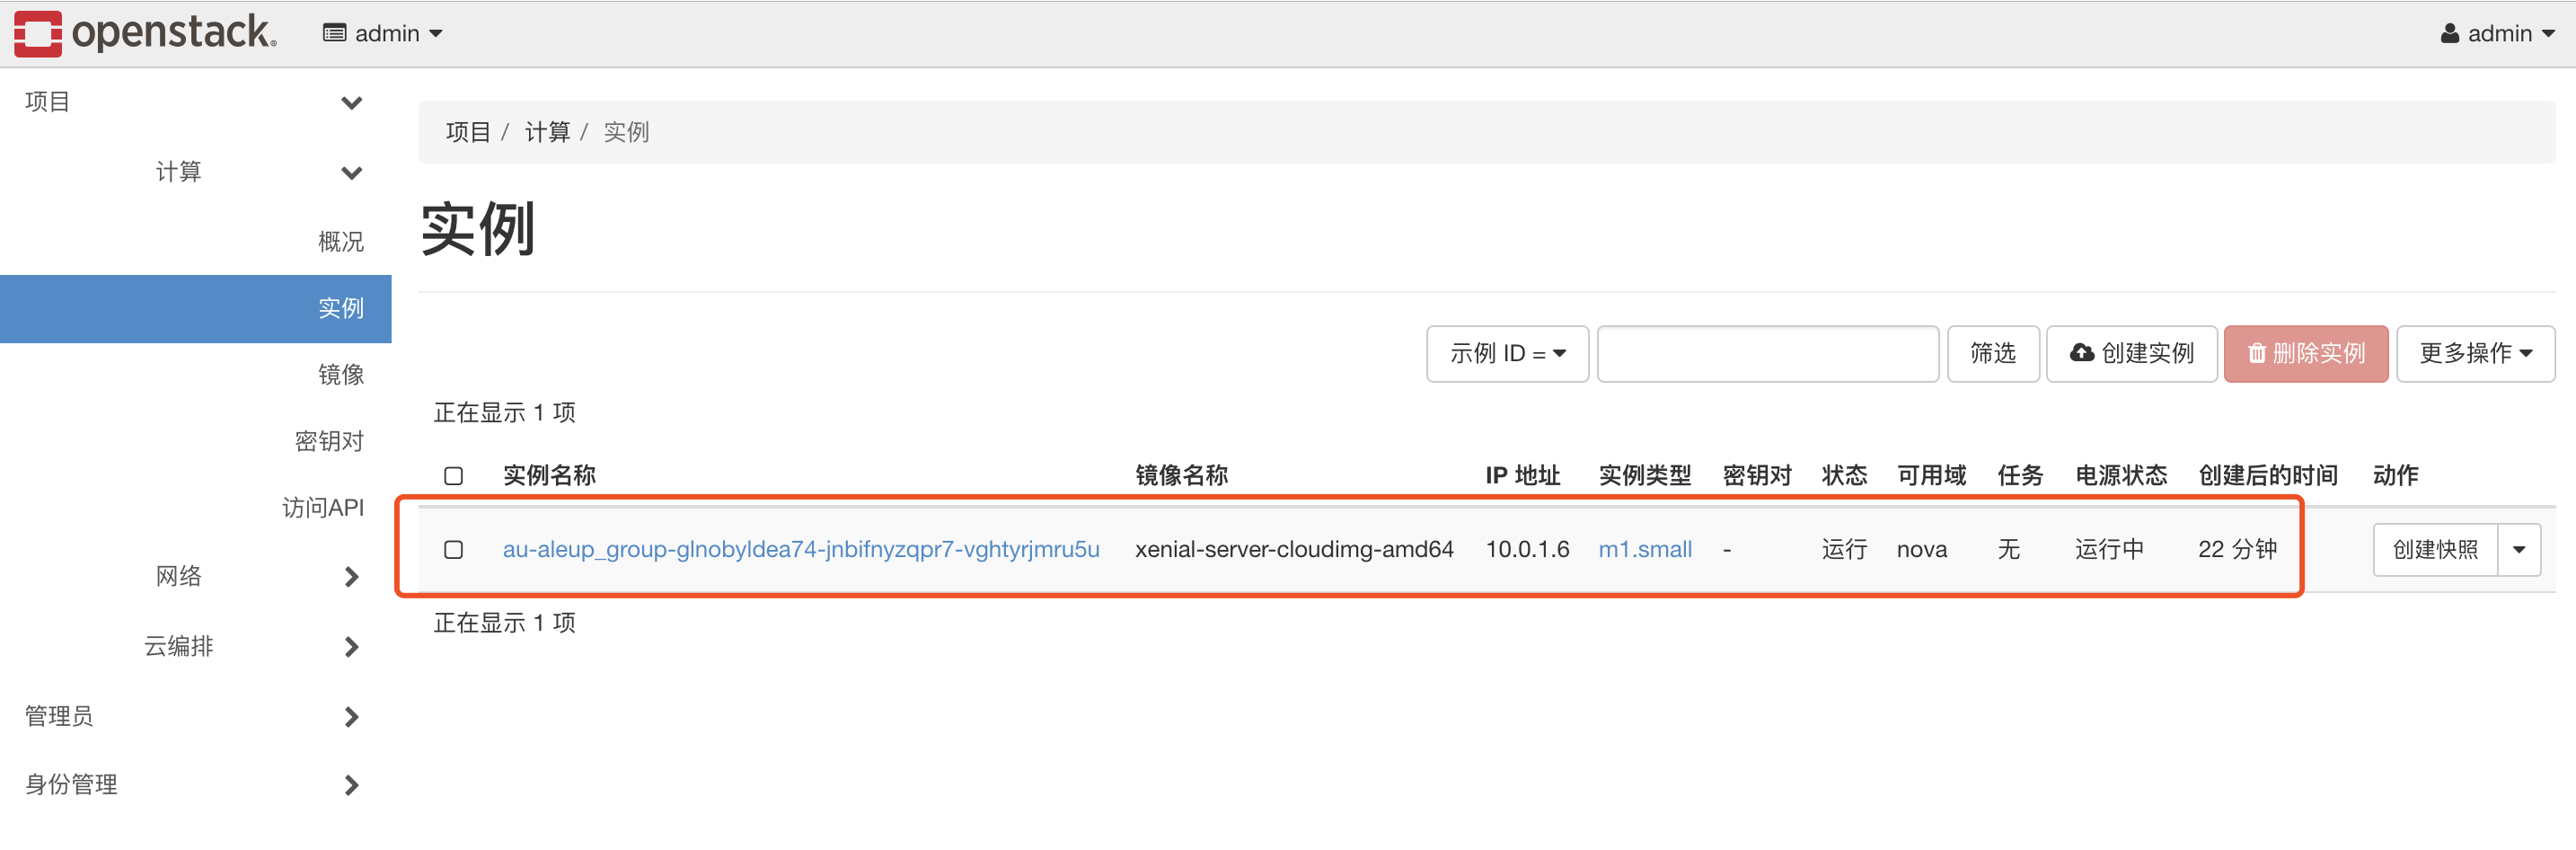 openstack.
admin
admin
项目
计算
概况
实例
镜像
密钥对
访问API
网络
云编排
管理员
身份管理
项目 / 计算 / 实例
实例
示例 ID = 筛选 创建实例 删除实例 更多操作
正在显示 1 项
实例名称 镜像名称 IP 地址 实例类型 密钥对 状态 可用域 任务 电源状态 创建后的时间 动作
au-aleup_group-glnobyldea74-jnbifnyzqpr7-vghtyrjmru5u xenial-server-cloudimg-amd64 10.0.1.6 m1.small - 运行 nova 无 运行中 22 分钟 创建快照
正在显示 1 项